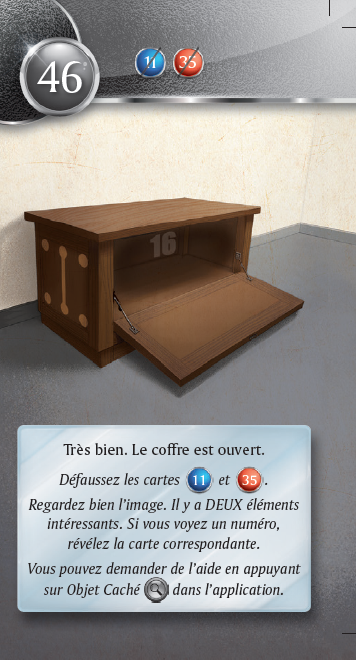 46
11 35
16
Très bien. Le coffre est ouvert.
Défaussez les cartes 11 et 35.
Regardez bien l'image. Il y a DEUX éléments
intéressants. Si vous voyez un numéro,
révélez la carte correspondante.
Vous pouvez demander de l'aide en appuyant
sur Objet Caché dans l'application.